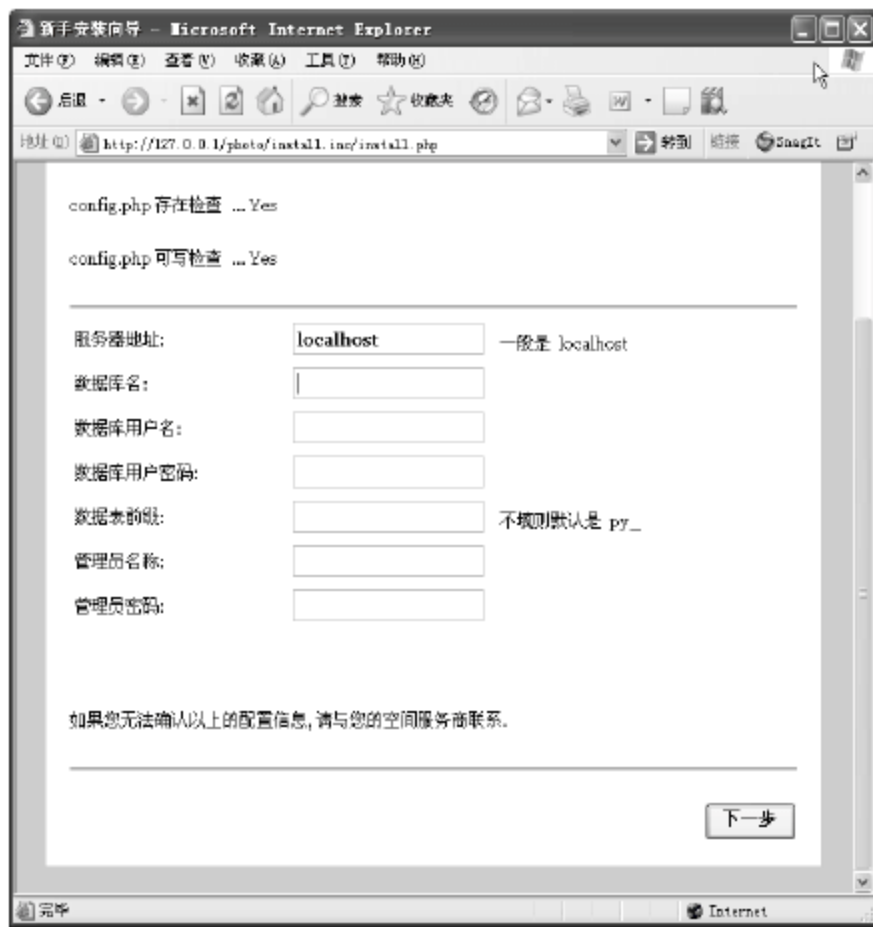 新手安装向导 - Microsoft Internet Explorer
文件(F) 编辑(E) 查看(V) 收藏(A) 工具(T) 帮助(H)
后退 搜索 收藏夹
地址(D) http://127.0.0.1/photo/install.inc/install.php 转到 链接 SnagIt
config.php 存在检查 ... Yes
config.php 可写检查 ... Yes
服务器地址: localhost 一般是 localhost
数据库名:
数据库用户名:
数据库用户密码:
数据表前缀: 不填则默认是 py_
管理员名称:
管理员密码:
如果您无法确认以上的配置信息, 请与您的空间服务商联系.
下一步
完毕 Internet